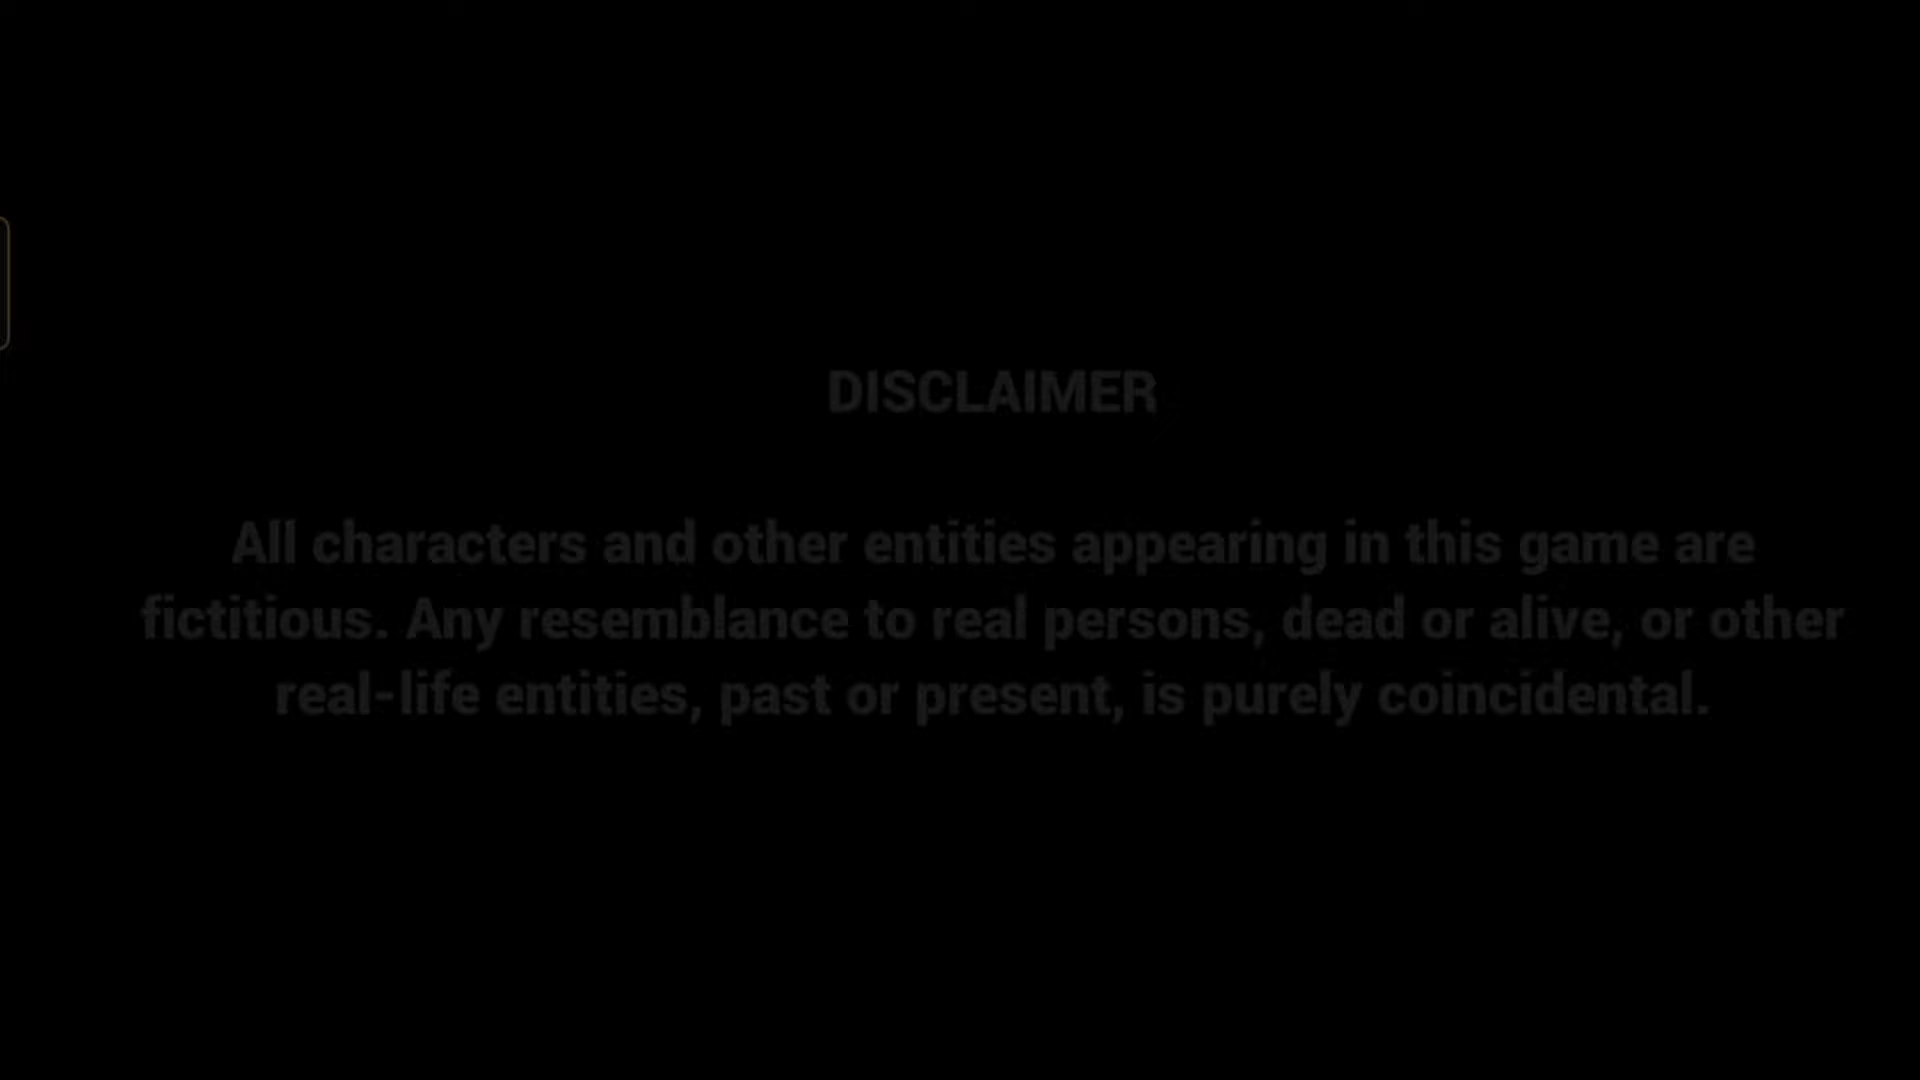 DISCLAIMER
All characters and other entities appearing in this game are
fictitious. Any resemblance to real persons, dead or alive, or other
real-life entities, past or present, is purely coincidental.